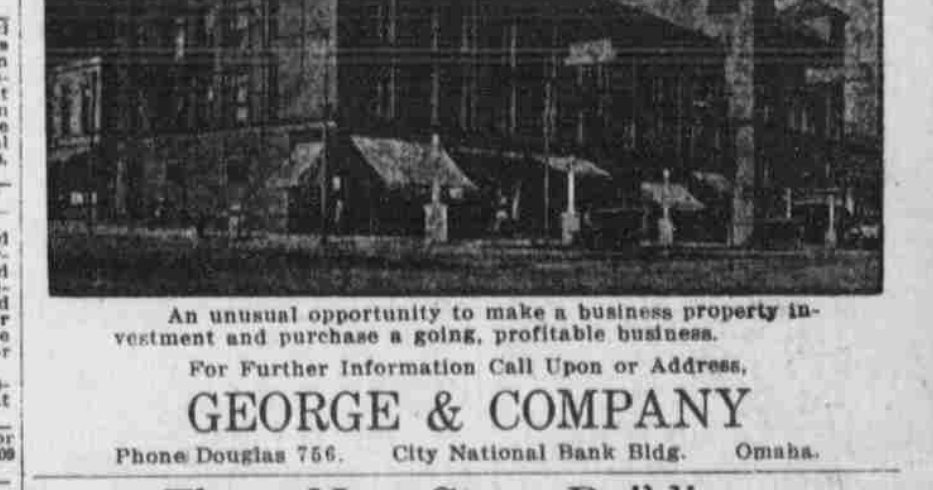 An unusual opportunity to make a business property in-
vestment and purchase a going, profitable business.
For Further Information Call Upon or Address,
GEORGE & COMPANY
Phone Douglas 756. City National Bank Bldg. Omaha.